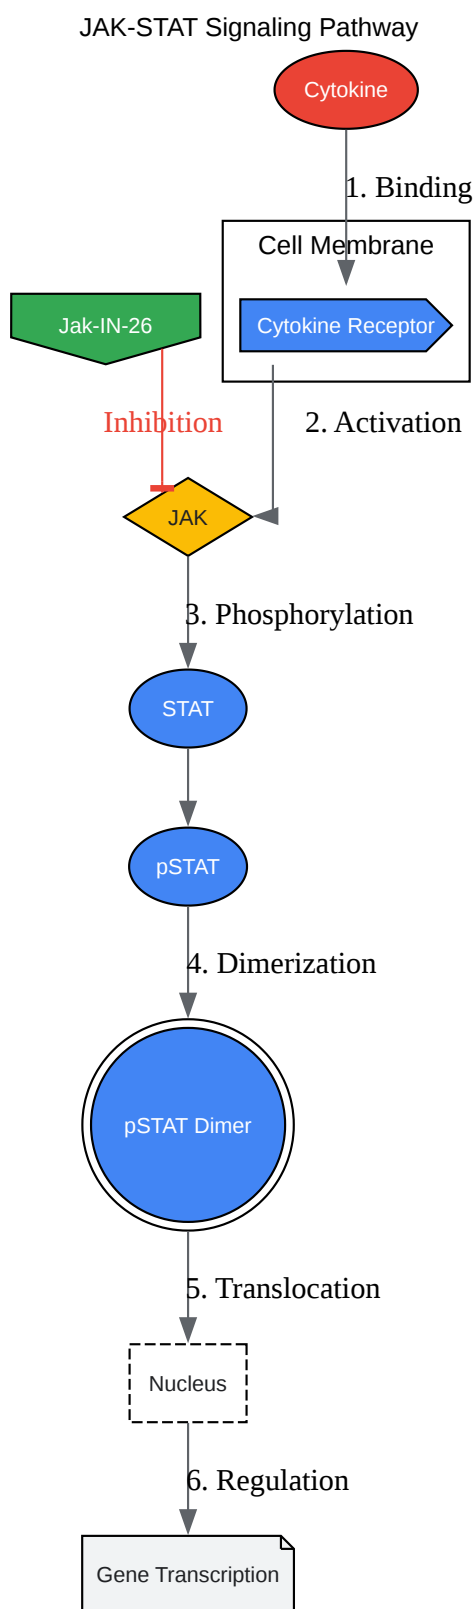 JAK-STAT Signaling Pathway
Cytokine
1. Binding
Cell Membrane
Cytokine Receptor
Jak-IN-26
Inhibition
2. Activation
JAK
3. Phosphorylation
STAT
pSTAT
4. Dimerization
pSTAT Dimer
5. Translocation
Nucleus
6. Regulation
Gene Transcription